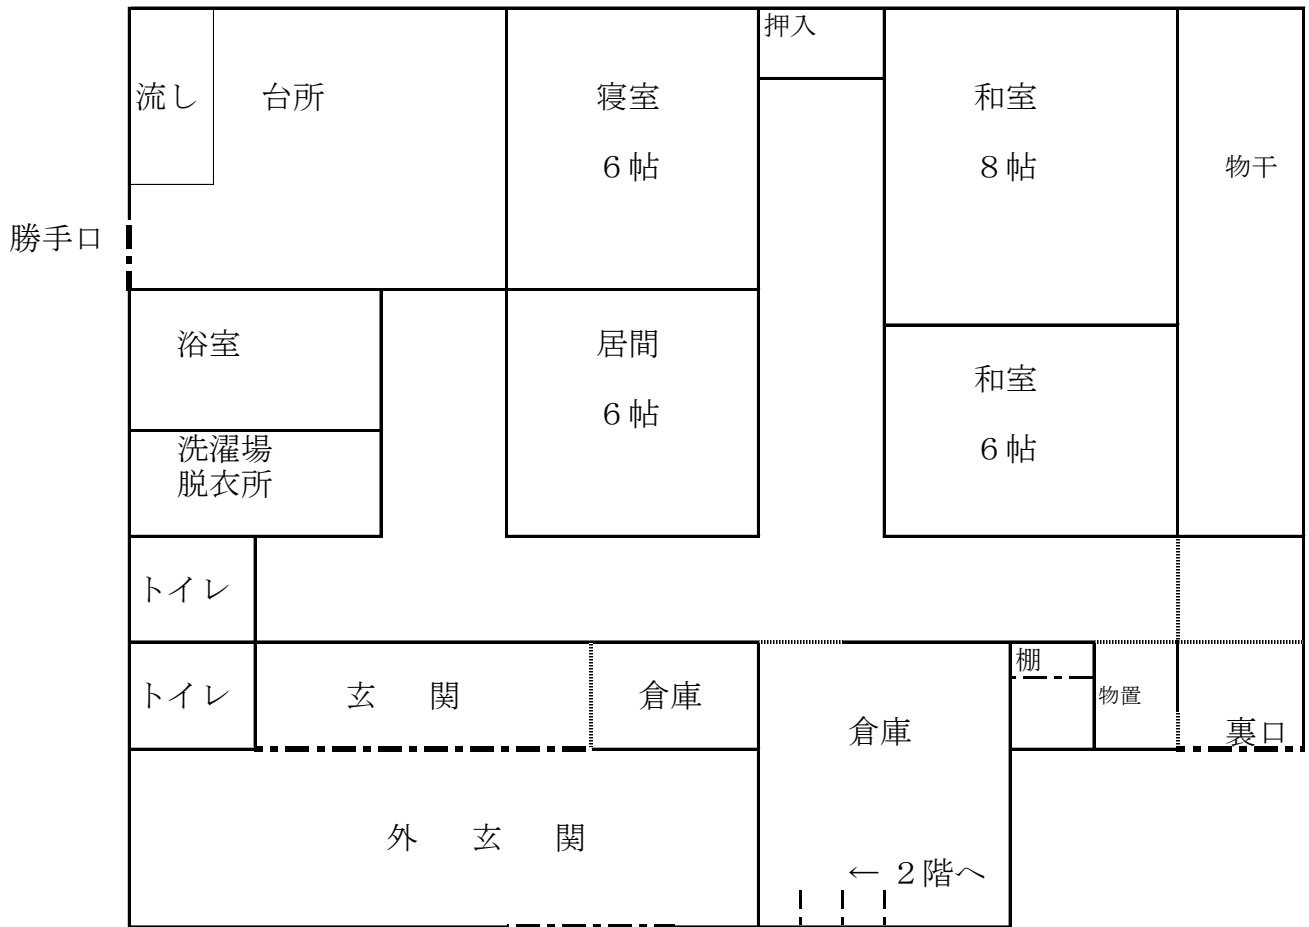 押入
流し
台所
寝室
６帖
和室
８帖
物干
勝手口
浴室
居間
６帖
和室
６帖
洗濯場
脱衣所
トイレ
トイレ
玄　関
倉庫
倉庫
棚
物置
裏口
外　玄　関
← ２階へ